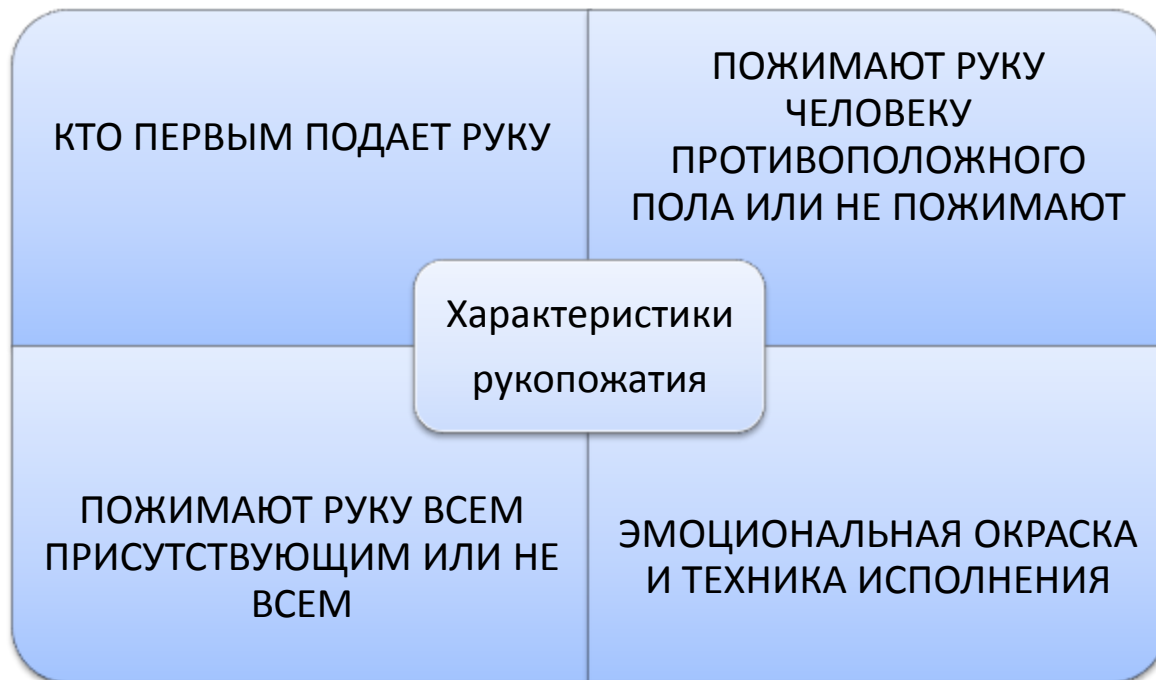 КТО ПЕРВЫМ ПОДАЕТ РУКУ
ПОЖИМАЮТ РУКУ
ЧЕЛОВЕКУ
ПРОТИВОПОЛОЖНОГО
ПОЛА ИЛИ НЕ ПОЖИМАЮТ
Характеристики
рукопожатия
ПОЖИМАЮТ РУКУ ВСЕМ
ПРИСУТСТВУЮЩИМ ИЛИ НЕ
ВСЕМ
ЭМОЦИОНАЛЬНАЯ ОКРАСКА
И ТЕХНИКА ИСПОЛНЕНИЯ